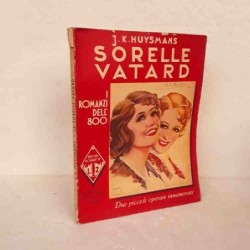 J. K. HUYSMANS
SORELLE
VATARD
I
ROMANZI
DELL'
800
Due piccole operaie innamorate